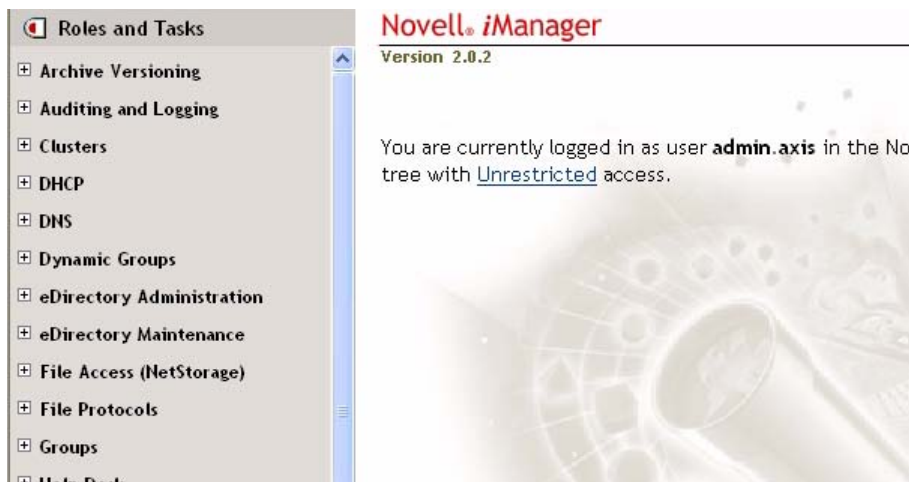 Roles and Tasks
Archive Versioning
Auditing and Logging
Clusters
DHCP
DNS
Dynamic Groups
eDirectory Administration
eDirectory Maintenance
File Access (NetStorage)
File Protocols
Groups
Novell® iManager
Version 2.0.2
You are currently logged in as user admin.axis in the No
tree with Unrestricted access.